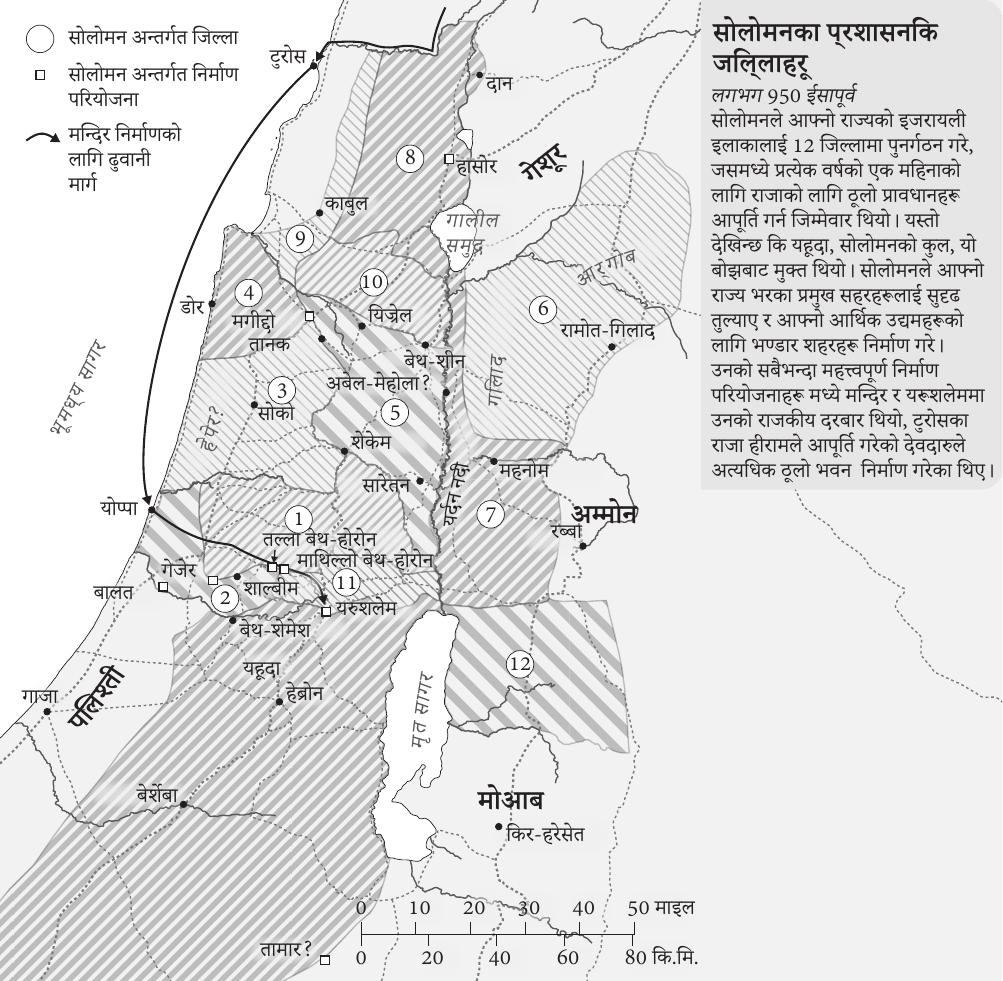 सोलोमन अन्तर्गत जिल्ला
सोलोमन अन्तर्गत निर्माण
परियोजना
मन्दिर निर्माणको
लागि ढुवानी
मार्ग
सोलोमनका प्रशासनकि
जलि्लाहरू
लगभग 950 ईसापूर्व
सोलोमनले आफ्नो राज्यको इजरायली
इलाकालाई 12 जिल्लामा पुनर्गठन गरे,
जसमध्ये प्रत्येक वर्षको एक महिनाको
लागि राजाको लागि ठूलो प्रावधानहरू
आपूर्ति गर्न जिम्मेवार थियो। यस्तो
देखिन्छ कि यहूदा, सोलोमनको कुल, यो
बोझबाट मुक्त थियो। सोलोमनले आफ्नो
राज्य भरका प्रमुख सहरहरूलाई सुदृढ
तुल्याए र आफ्नो आर्थिक उद्यमहरूको
लागि भण्डार शहरहरू निर्माण गरे।
उनको सबैभन्दा महत्त्वपूर्ण निर्माण
परियोजनाहरू मध्ये मन्दिर र यरूशलेममा
उनको राजकीय दरबार थियो, टुरोसका
राजा हीरामले आपूर्ति गरेको देवदारुले
अत्यधिक ठूलो भवन निर्माण गरेका थिए।
टुरोस
दान
8
हासोर
गेशूर
काबुल
गालील
समुद्र
9
आर्गोब
10
4
डोर
मगीद्दो
यिज्रेल
6
तानक
रामोत-गिलाद
बेथ-शीन
भूमध्य सागर
3
अबेल-मेहोला?
गलिाद
सोको
हेपेर?
5
शेकेम
महनोम
सारेतन
यर्दन नदी
योप्पा
1
7
अम्मोन
रब्बा
तल्लो बेथ-होरोन
माथिल्लो बेथ-होरोन
गेजेर
शाल्बीम
11
बालत
2
यरुशलेम
बेथ-शेमेश
यहूदा
12
पलिश्ती
गाजा
हेब्रोन
मृत सागर
बेर्शेबा
मोआब
किर-हरेसेत
0 10 20 30 40 50 माइल
तामार?
0 20 40 60 80 कि.मि.